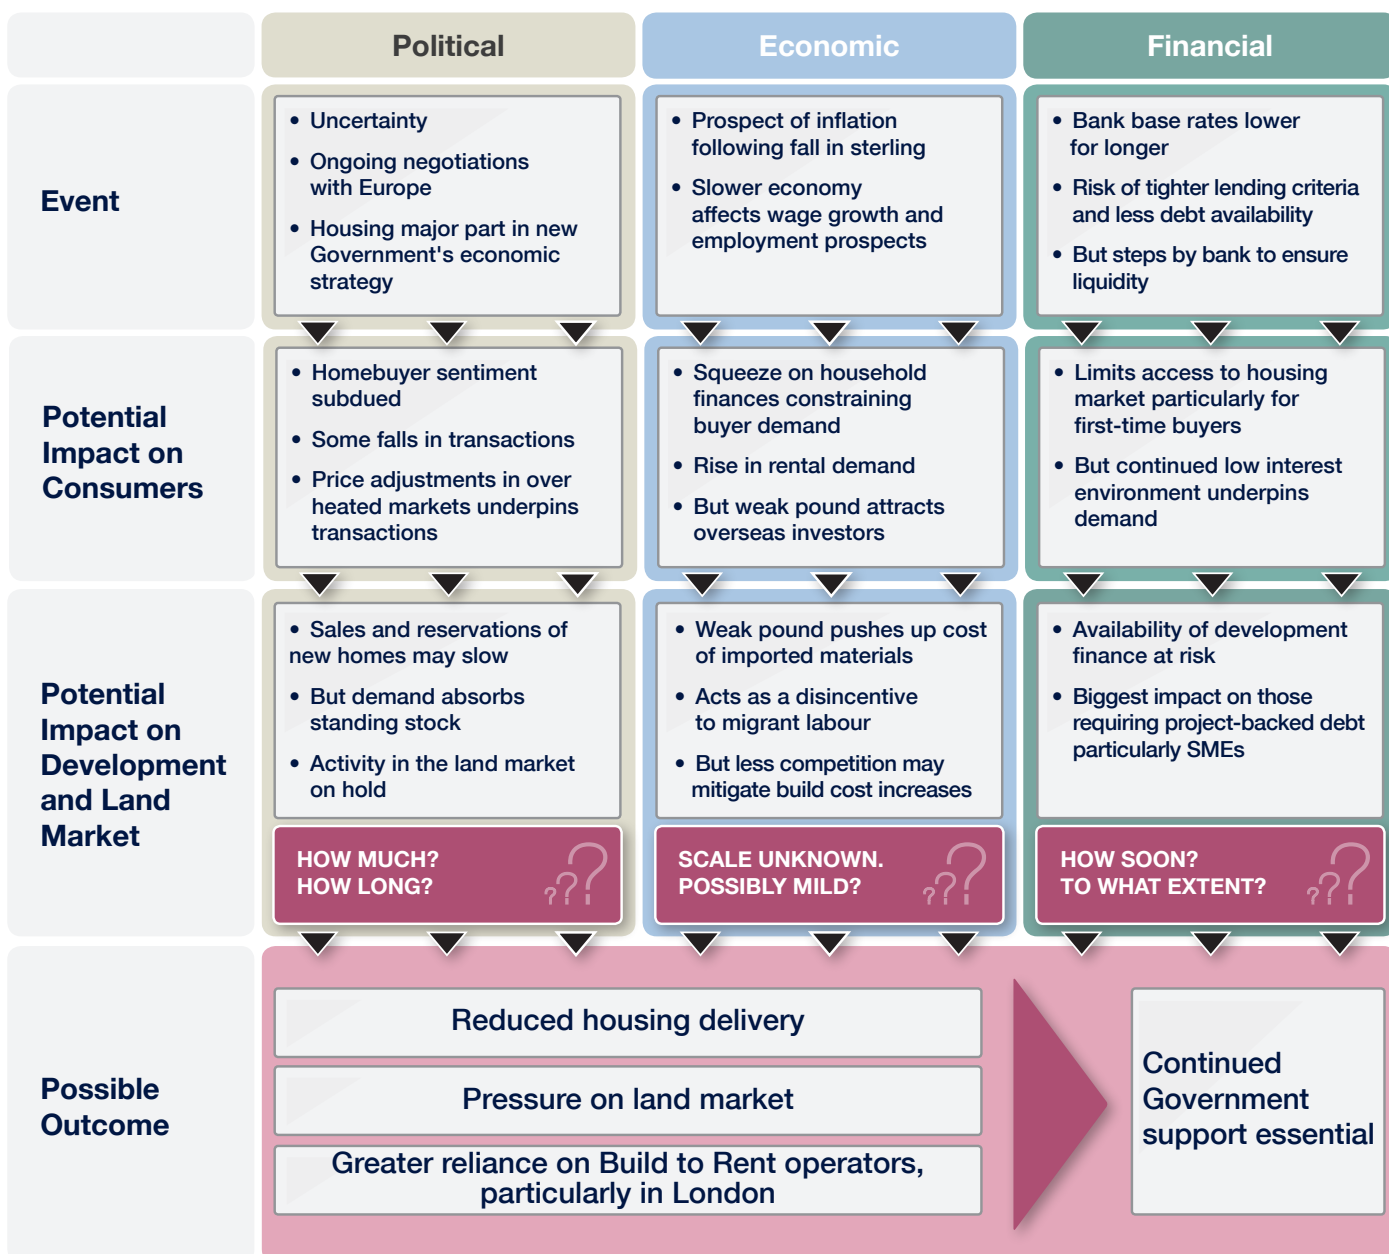 Political
Economic
Financial
Event
• Uncertainty
• Ongoing negotiations
with Europe
• Housing major part in new
Government's economic
strategy
• Prospect of inflation
following fall in sterling
• Slower economy
affects wage growth and
employment prospects
• Bank base rates lower
for longer
• Risk of tighter lending criteria
and less debt availability
• But steps by bank to ensure
liquidity
Potential
Impact on
Consumers
• Homebuyer sentiment
subdued
• Some falls in transactions
• Price adjustments in over
heated markets underpins
transactions
• Squeeze on household
finances constraining
buyer demand
• Rise in rental demand
• But weak pound attracts
overseas investors
• Limits access to housing
market particularly for
first-time buyers
• But continued low interest
environment underpins
demand
Potential
Impact on
Development
and Land
Market
• Sales and reservations of
new homes may slow
• But demand absorbs
standing stock
• Activity in the land market
on hold
• Weak pound pushes up cost
of imported materials
• Acts as a disincentive
to migrant labour
• But less competition may
mitigate build cost increases
• Availability of development
finance at risk
• Biggest impact on those
requiring project-backed debt
particularly SMEs
HOW MUCH?
HOW LONG?
???
SCALE UNKNOWN.
POSSIBLY MILD?
???
HOW SOON?
TO WHAT EXTENT?
???
Possible
Outcome
Reduced housing delivery
Pressure on land market
Greater reliance on Build to Rent operators,
particularly in London
Continued
Government
support essential